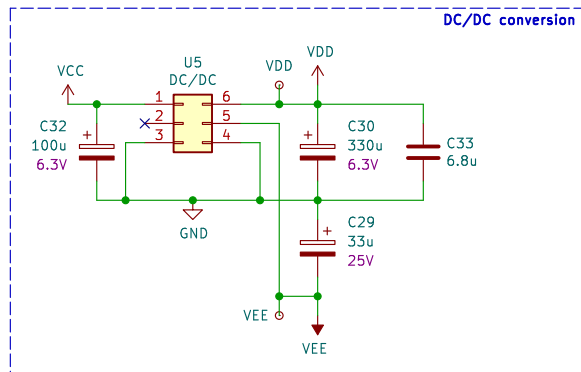 DC/DC conversion
U5
DC/DC
VCC
VDD
VDD
1
2
3
6
5
4
C32
100u
6.3V
+
C30
330u
6.3V
+
C33
6.8u
GND
C29
33u
25V
+
VEE
VEE